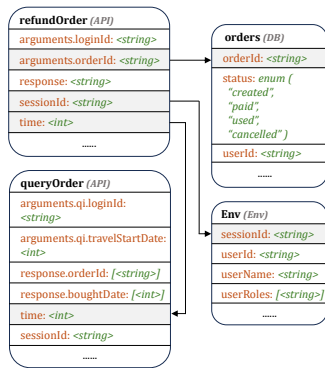 refundOrder (API)
arguments.loginId: <string>
arguments.orderId: <string>
response: <string>
sessionId: <string>
time: <int>
......
orders (DB)
orderId: <string>
status: enum (
"created",
"paid",
"used",
"cancelled" )
userId: <string>
......
queryOrder (API)
arguments.qi.loginId:
<string>
arguments.qi.travelStartDate:
<int>
response.orderId: [<string>]
response.boughtDate: [<int>]
time: <int>
sessionId: <string>
......
Env (Env)
sessionId: <string>
userId: <string>
userName: <string>
userRoles: [<string>]
......